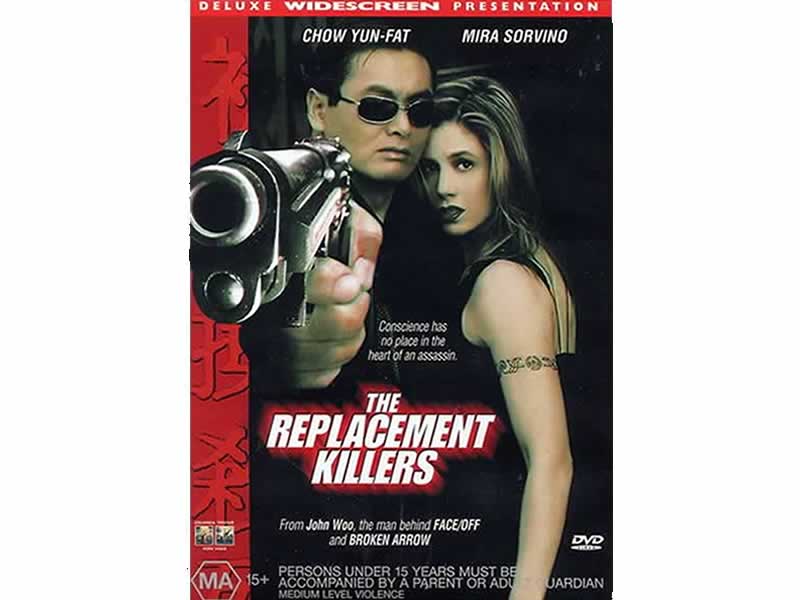 DELUXE WIDESCREEN PRESENTATION
CHOW YUN-FAT MIRA SORVINO
Conscience has
no place in the
heart of an assassin.
THE
REPLACEMENT
KILLERS
From John Woo, the man behind FACE/OFF
and BROKEN ARROW
DVD
VIDEO
MA 15+
PERSONS UNDER 15 YEARS MUST BE
ACCOMPANIED BY A PARENT OR ADULT GUARDIAN
MEDIUM LEVEL VIOLENCE